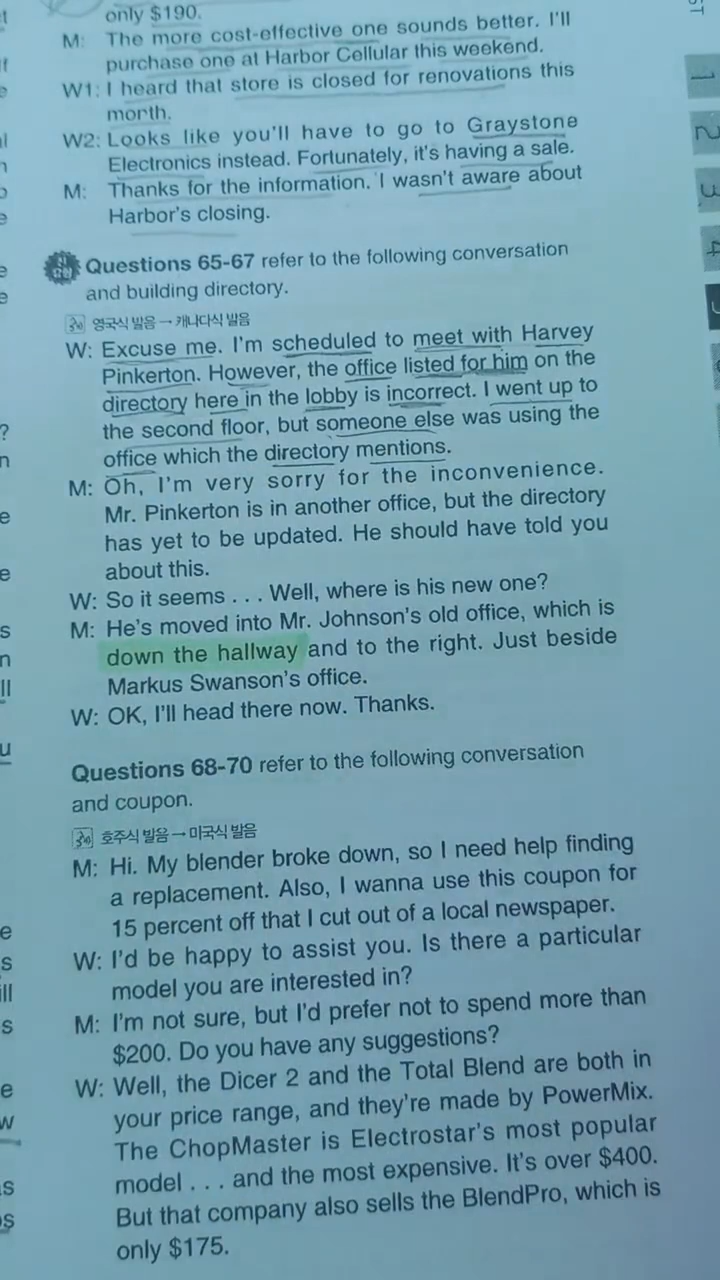 only $190.
M: The more cost-effective one sounds better. I'll
purchase one at Harbor Cellular this weekend.
W1: I heard that store is closed for renovations this
month.
W2: Looks like you'll have to go to Graystone
Electronics instead. Fortunately, it's having a sale.
M: Thanks for the information. I wasn't aware about
Harbor's closing.
Questions 65-67 refer to the following conversation
and building directory.
영국식 발음 → 캐나다식 발음
W: Excuse me. I'm scheduled to meet with Harvey
Pinkerton. However, the office listed for him on the
directory here in the lobby is incorrect. I went up to
the second floor, but someone else was using the
office which the directory mentions.
M: Oh, I'm very sorry for the inconvenience.
Mr. Pinkerton is in another office, but the directory
has yet to be updated. He should have told you
about this.
W: So it seems . . . Well, where is his new one?
M: He's moved into Mr. Johnson's old office, which is
down the hallway and to the right. Just beside
Markus Swanson's office.
W: OK, I'll head there now. Thanks.
Questions 68-70 refer to the following conversation
and coupon.
호주식 발음 → 미국식 발음
M: Hi. My blender broke down, so I need help finding
a replacement. Also, I wanna use this coupon for
15 percent off that I cut out of a local newspaper.
W: I'd be happy to assist you. Is there a particular
model you are interested in?
M: I'm not sure, but I'd prefer not to spend more than
$200. Do you have any suggestions?
W: Well, the Dicer 2 and the Total Blend are both in
your price range, and they're made by PowerMix.
The ChopMaster is Electrostar's most popular
model . . . and the most expensive. It's over $400.
But that company also sells the BlendPro, which is
only $175.